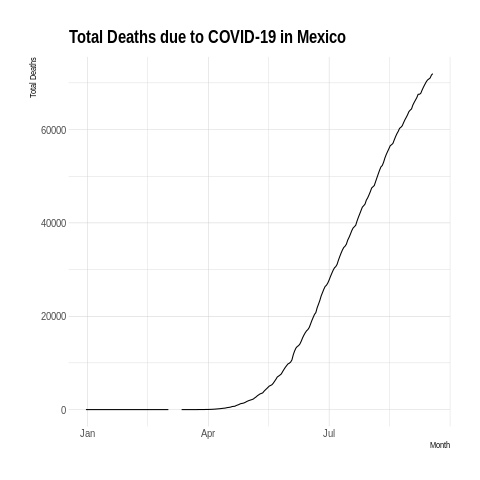 Total Deaths due to COVID-19 in Mexico
Total Deaths
60000
40000
20000
0
Jan Apr Jul
Month